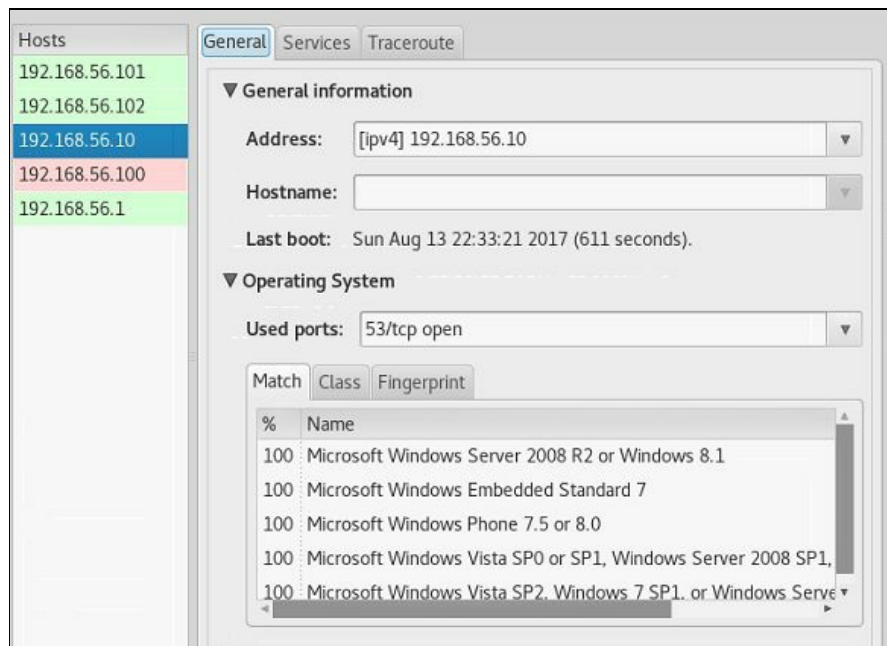 Hosts
192.168.56.101
192.168.56.102
192.168.56.10
192.168.56.100
192.168.56.1
General Services Traceroute
General information
Address: [ipv4] 192.168.56.10
Hostname:
Last boot: Sun Aug 13 22:33:21 2017 (611 seconds).
Operating System
Used ports: 53/tcp open
Match Class Fingerprint
% Name
100 Microsoft Windows Server 2008 R2 or Windows 8.1
100 Microsoft Windows Embedded Standard 7
100 Microsoft Windows Phone 7.5 or 8.0
100 Microsoft Windows Vista SP0 or SP1, Windows Server 2008 SP1,
100 Microsoft Windows Vista SP2, Windows 7 SP1, or Windows Serve